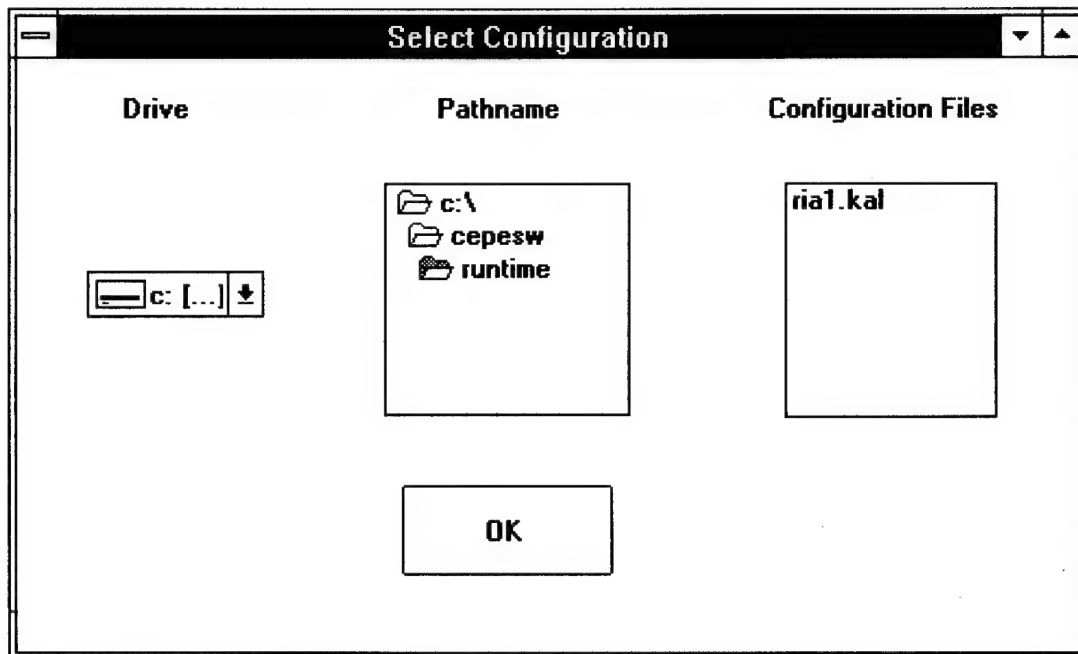 Select Configuration
Drive
Pathname
Configuration Files
c:\
cepesw
runtime
ria1.kal
c: [...]
OK